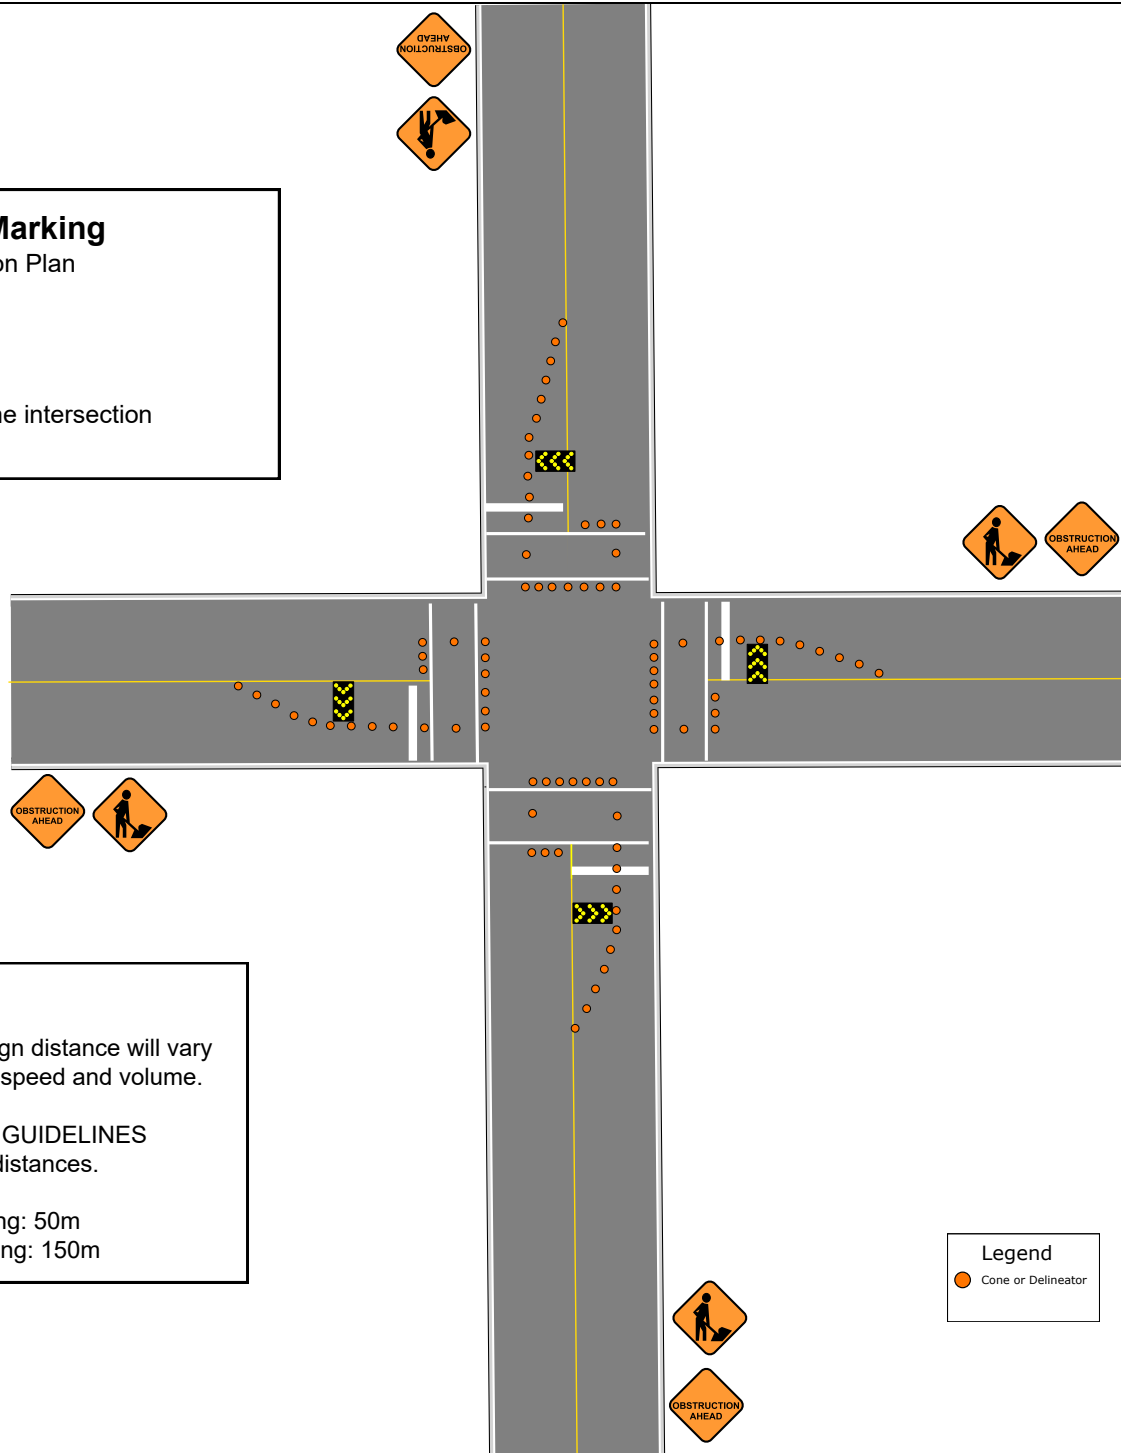 OBSTRUCTION
AHEAD
Marking
on Plan
ne intersection
OBSTRUCTION
AHEAD
OBSTRUCTION
AHEAD
gn distance will vary
speed and volume.
GUIDELINES
distances.
ng: 50m
ng: 150m
Legend
Cone or Delineator
OBSTRUCTION
AHEAD